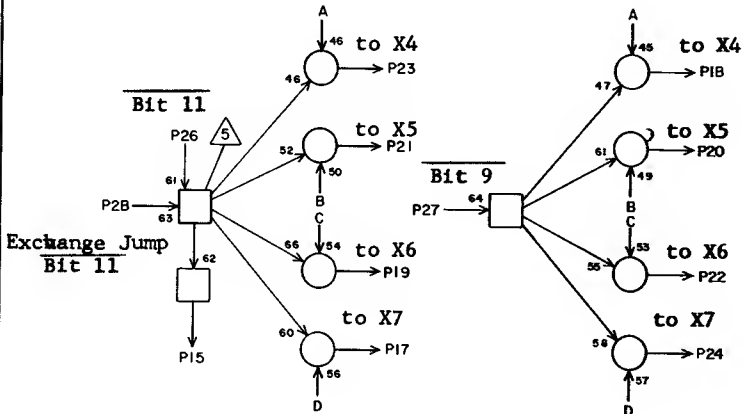 A
46
to X4
46
P23
Bit 11
P26
5
52
to X5
P21
50
61
P28
63
B
C
54
66
to X6
P19
Exchange Jump
Bit 11
62
P15
60
to X7
P17
56
D
A
45
to X4
47
P18
61
to X5
P20
49
Bit 9
P27
64
B
C
53
to X6
55
P22
to X7
58
P24
57
D